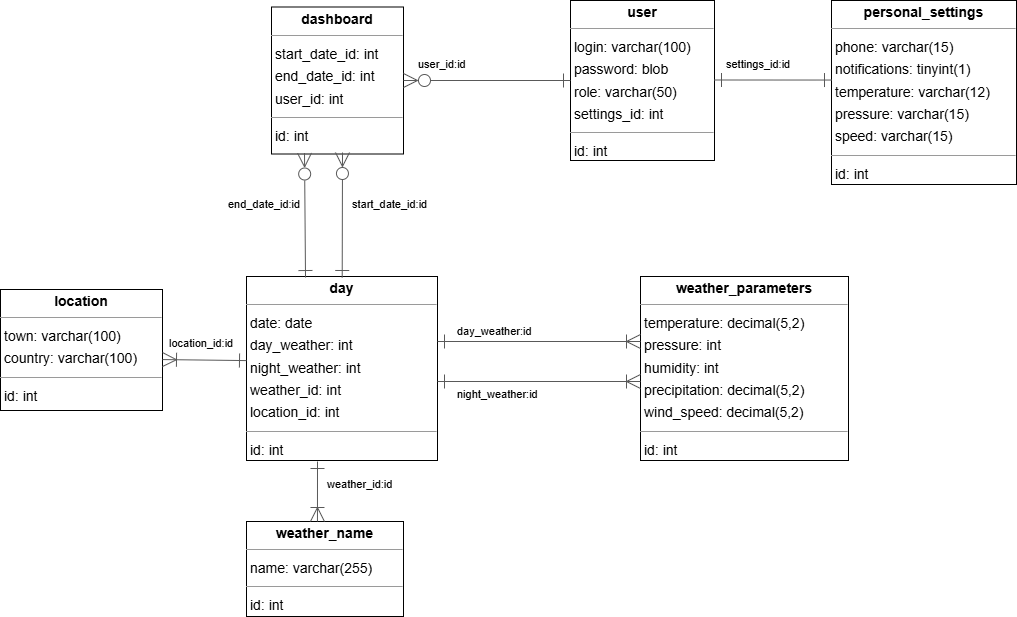 dashboard
start_date_id: int
end_date_id: int
user_id: int
id: int
user_id:id
user
login: varchar(100)
password: blob
role: varchar(50)
settings_id: int
id: int
settings_id:id
personal_settings
phone: varchar(15)
notifications: tinyint(1)
temperature: varchar(12)
pressure: varchar(15)
speed: varchar(15)
id: int
end_date_id:id
start_date_id:id
location
town: varchar(100)
country: varchar(100)
id: int
location_id:id
day
date: date
day_weather: int
night_weather: int
weather_id: int
location_id: int
id: int
day_weather:id
night_weather:id
weather_parameters
temperature: decimal(5,2)
pressure: int
humidity: int
precipitation: decimal(5,2)
wind_speed: decimal(5,2)
id: int
weather_id:id
weather_name
name: varchar(255)
id: int